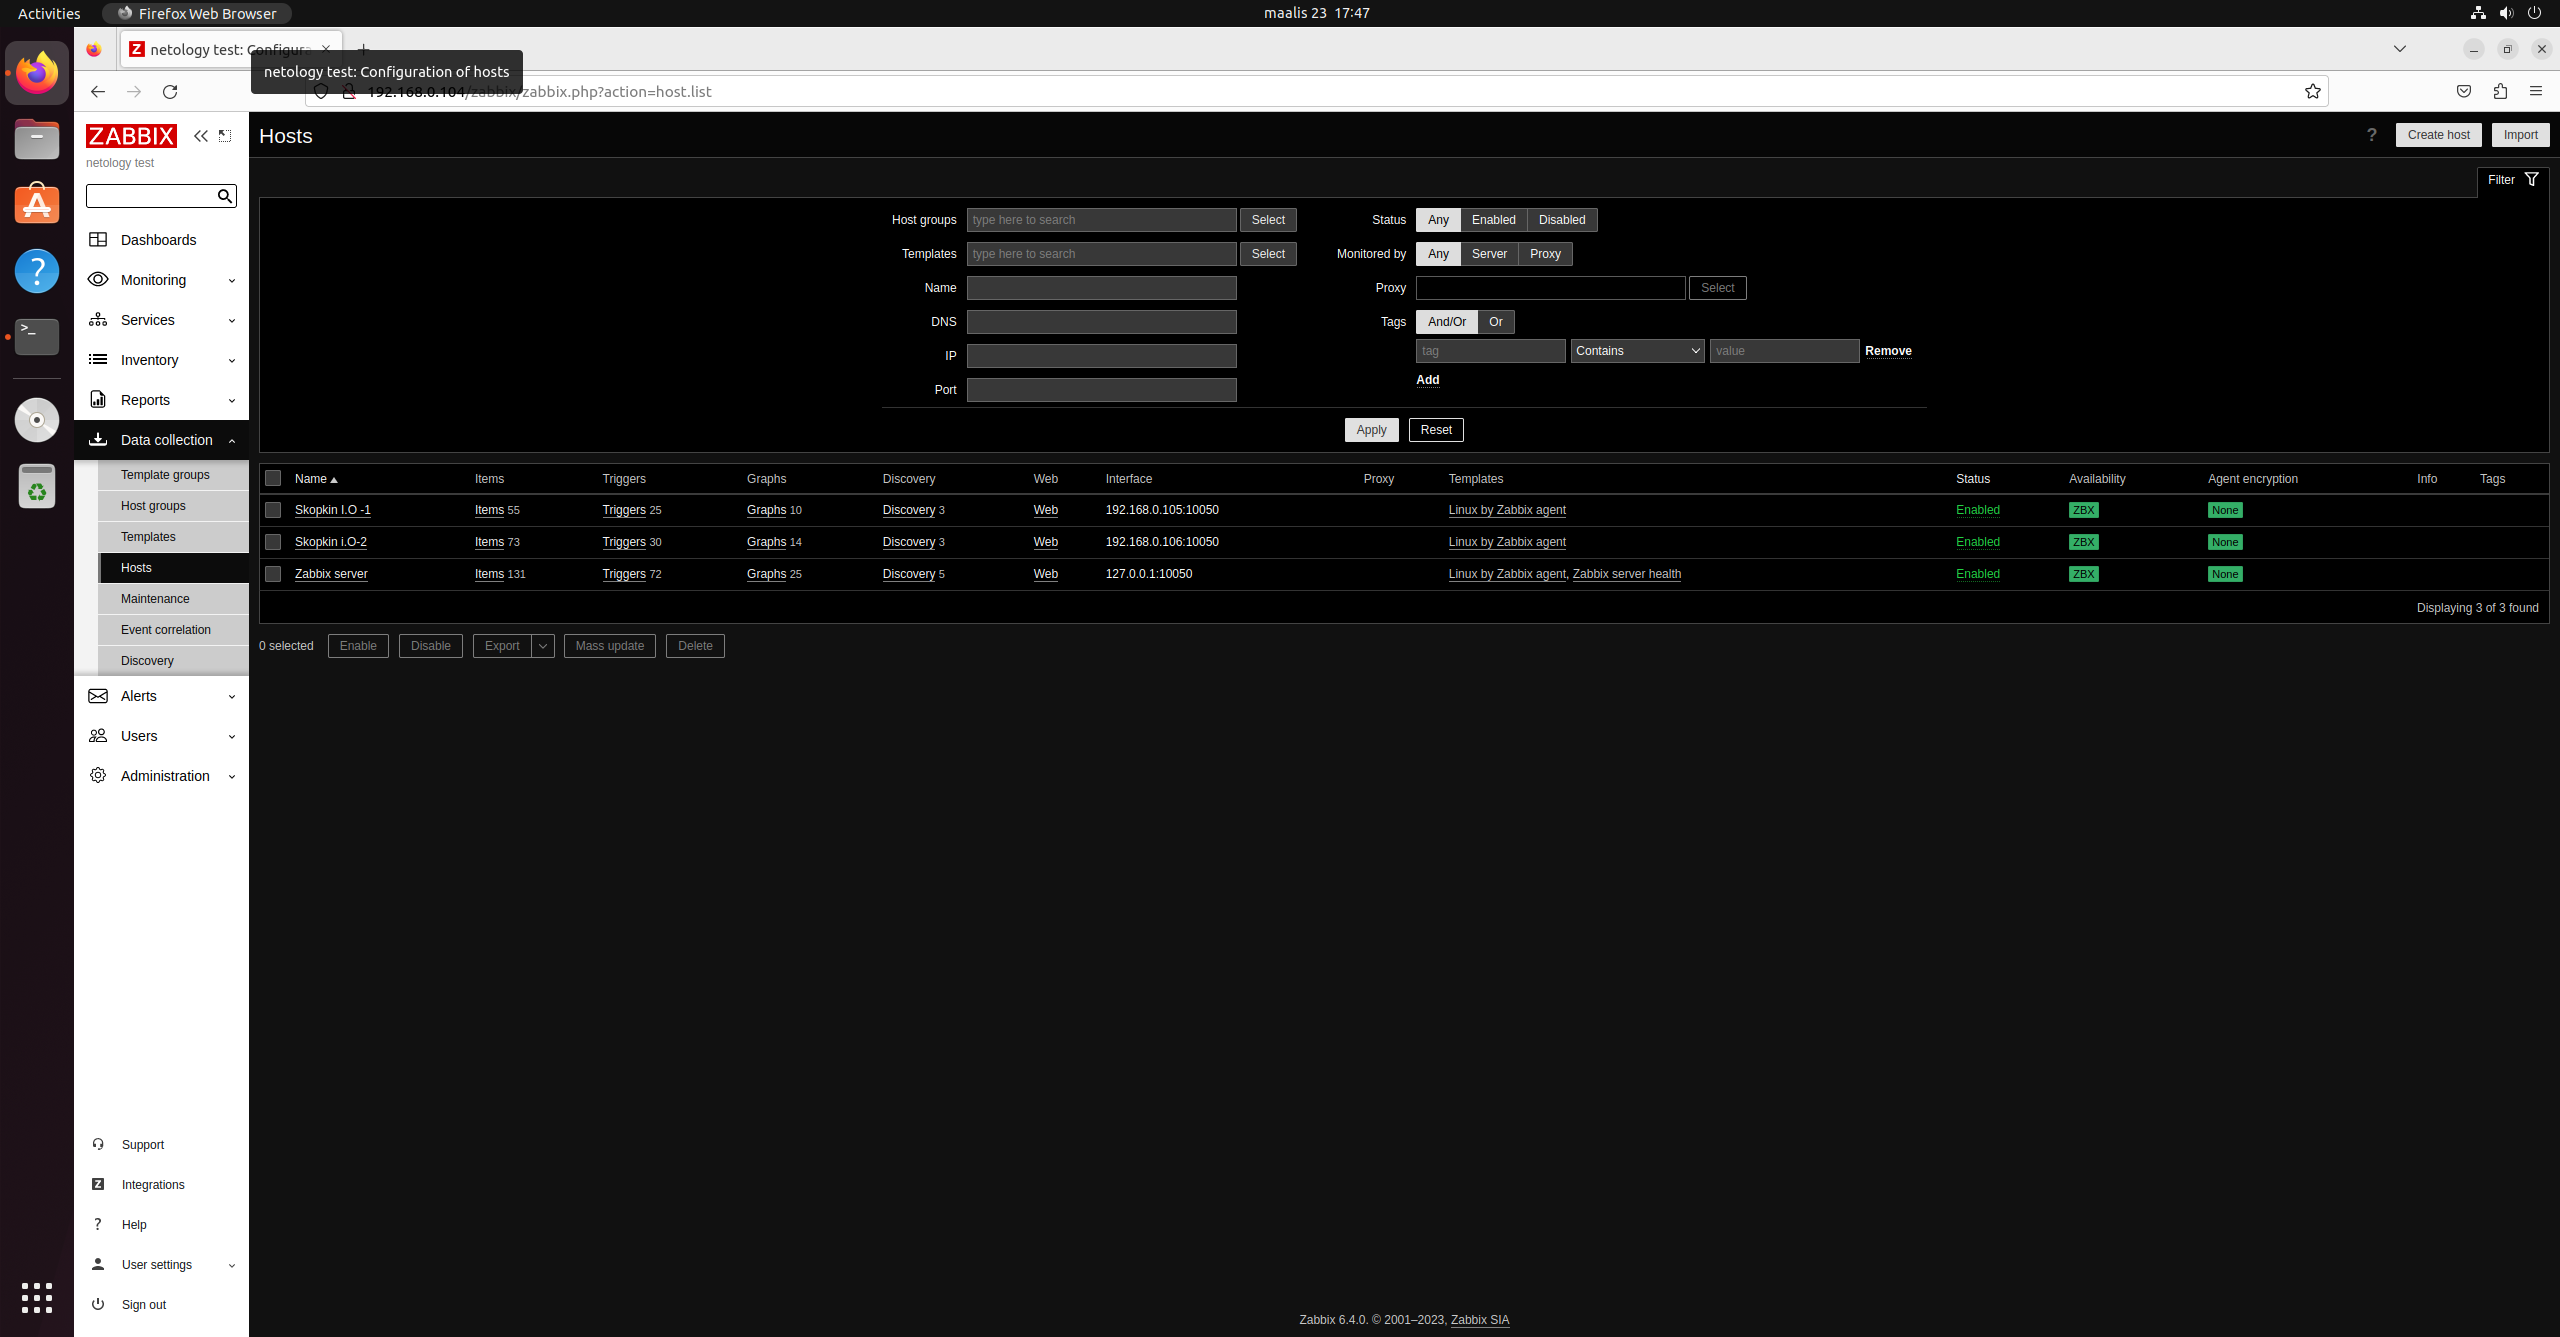 Activities Firefox Web Browser maalis 23 17:47
netology test: Configura
netology test: Configuration of hosts
192.168.0.104/zabbix/zabbix.php?action=host.list
ZABBIX
netology test
Dashboards
Monitoring
Services
Inventory
Reports
Data collection
Template groups
Host groups
Templates
Hosts
Maintenance
Event correlation
Discovery
Alerts
Users
Administration
Support
Integrations
Help
User settings
Sign out
Hosts ? Create host Import
Filter
Host groups type here to search Select Status Any Enabled Disabled
Templates type here to search Select Monitored by Any Server Proxy
Name Proxy Select
DNS Tags And/Or Or
tag Contains value Remove
IP
Add
Port
Apply Reset
Name Items Triggers Graphs Discovery Web Interface Proxy Templates Status Availability Agent encryption Info Tags
Skopkin I.O -1 Items 55 Triggers 25 Graphs 10 Discovery 3 Web 192.168.0.105:10050 Linux by Zabbix agent Enabled ZBX None
Skopkin i.O-2 Items 73 Triggers 30 Graphs 14 Discovery 3 Web 192.168.0.106:10050 Linux by Zabbix agent Enabled ZBX None
Zabbix server Items 131 Triggers 72 Graphs 25 Discovery 5 Web 127.0.0.1:10050 Linux by Zabbix agent, Zabbix server health Enabled ZBX None
Displaying 3 of 3 found
0 selected Enable Disable Export Mass update Delete
Zabbix 6.4.0. © 2001–2023, Zabbix SIA